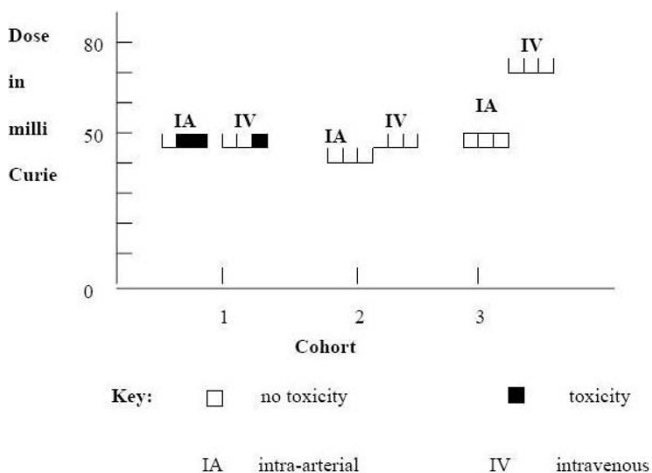 Dose
in
milli
Curie
80
50
0
IA
IV
IA
IV
IA
IV
1
2
3
Cohort
Key:
no toxicity
toxicity
IA intra-arterial
IV intravenous